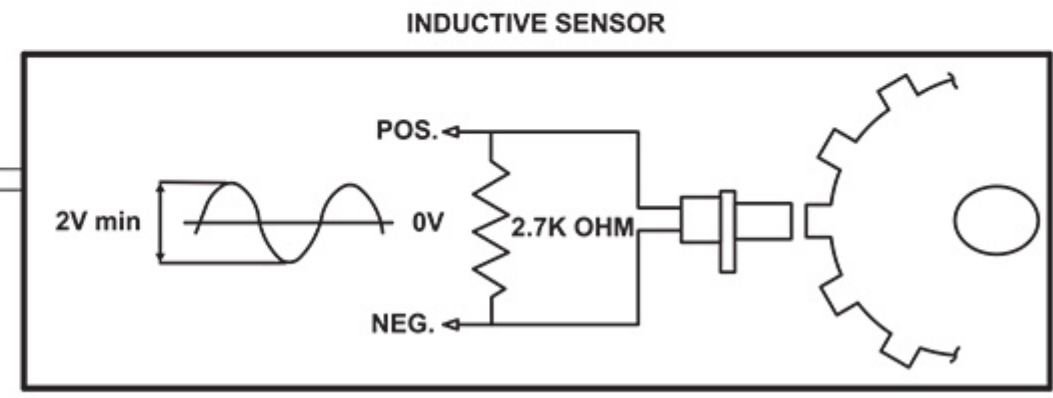 INDUCTIVE SENSOR
POS.
2V min
0V
2.7K OHM
NEG.